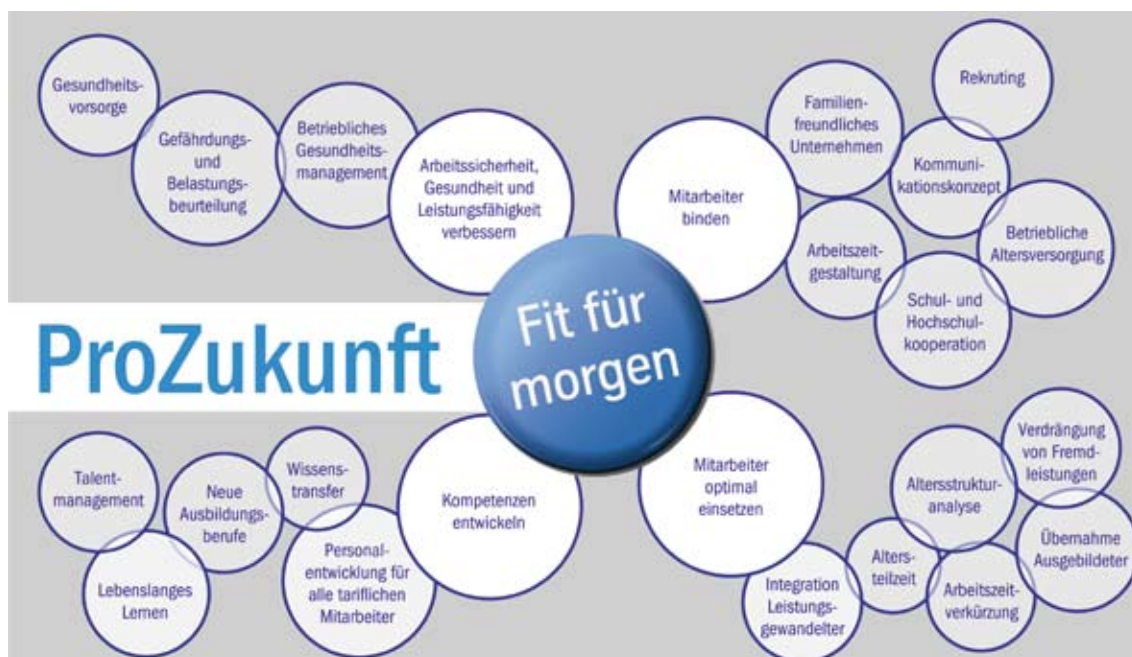 Gesundheits-
vorsorge
Gefährdungs-
und
Belastungs-
beurteilung
Betriebliches
Gesundheits-
management
Arbeitssicherheit,
Gesundheit und
Leistungsfähigkeit
verbessern
Mitarbeiter
binden
Familien-
freundliches
Unternehmen
Rekruting
Kommuni-
kationskonzept
Arbeitszeit-
gestaltung
Betriebliche
Altersversorgung
Schul- und
Hochschul-
kooperation
ProZukunft
Fit für
morgen
Talent-
management
Neue
Ausbildungs-
berufe
Wissens-
transfer
Lebenslanges
Lernen
Personal-
entwicklung für
alle tariflichen
Mitarbeiter
Kompetenzen
entwickeln
Mitarbeiter
optimal
einsetzen
Integration
Leistungs-
gewandelter
Alters-
teilzeit
Altersstruktur-
analyse
Arbeitszeit-
verkürzung
Verdrängung
von Fremd-
leistungen
Übernahme
Ausgebildeter